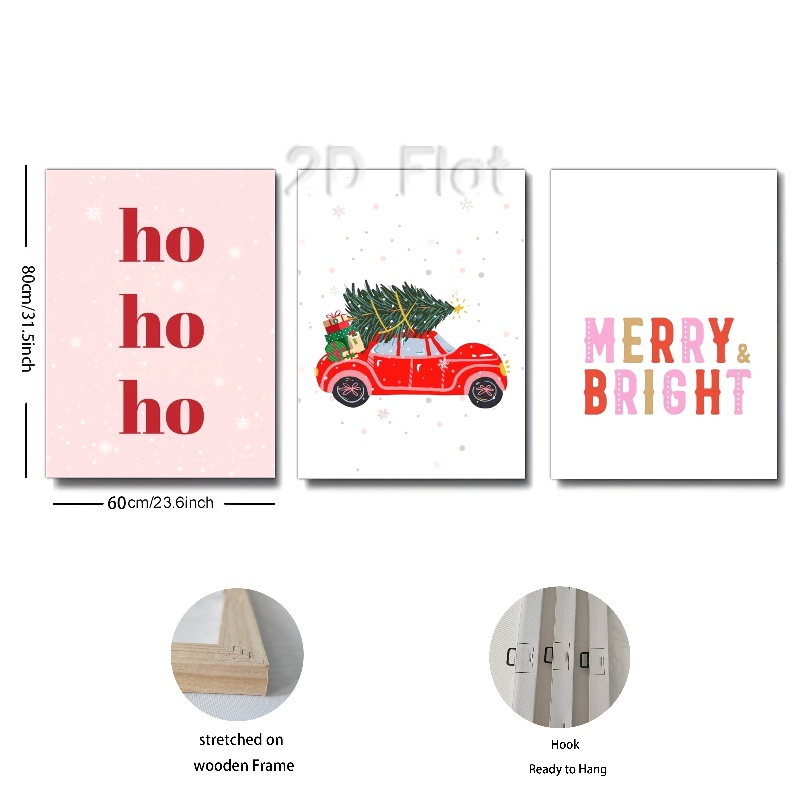 2D Flat
80cm/31.5inch
ho
ho
ho
MERRY &
BRIGHT
60cm/23.6inch
stretched on
wooden Frame
Hook
Ready to Hang